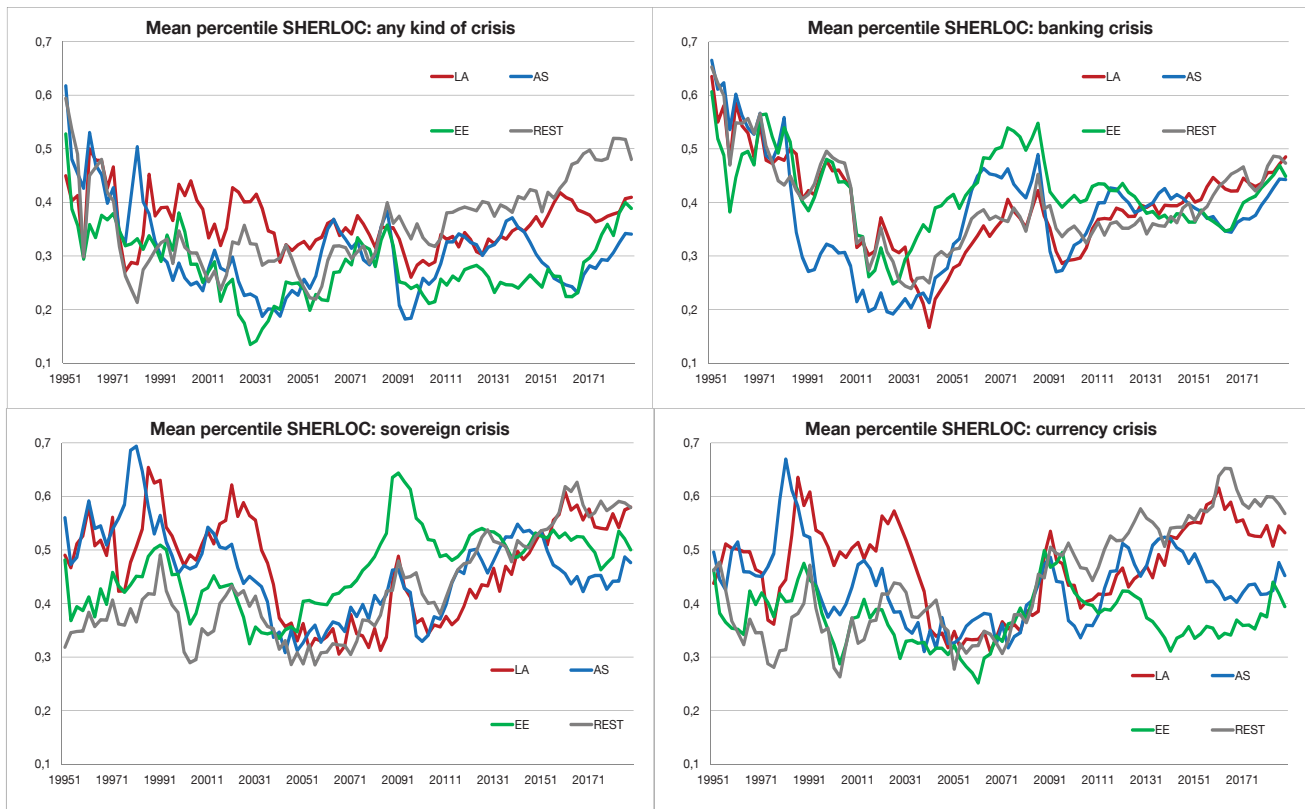 Mean percentile SHERLOC: any kind of crisis
0,7
0,6
0,5
0,4
0,3
0,2
0,1
LA
AS
EE
REST
19951 19971 19991 20011 20031 20051 20071 20091 20131 20151 20171
Mean percentile SHERLOC: banking crisis
0,7
0,6
0,5
0,4
0,3
0,2
0,1
LA
AS
EE
REST
19951 19971 19991 20011 20031 20051 20071 20091 20111 20131 20151 20171
Mean percentile SHERLOC: sovereign crisis
0,7
0,6
0,5
0,4
0,3
0,2
0,1
LA
AS
EE
REST
19951 19971 19991 20011 20031 20051 20071 20091 20111 20131 20151 20171
Mean percentile SHERLOC: currency crisis
0,7
0,6
0,5
0,4
0,3
0,2
0,1
LA
AS
EE
REST
19951 19971 19991 20011 20031 20051 20071 20091 20111 20131 20151 20171